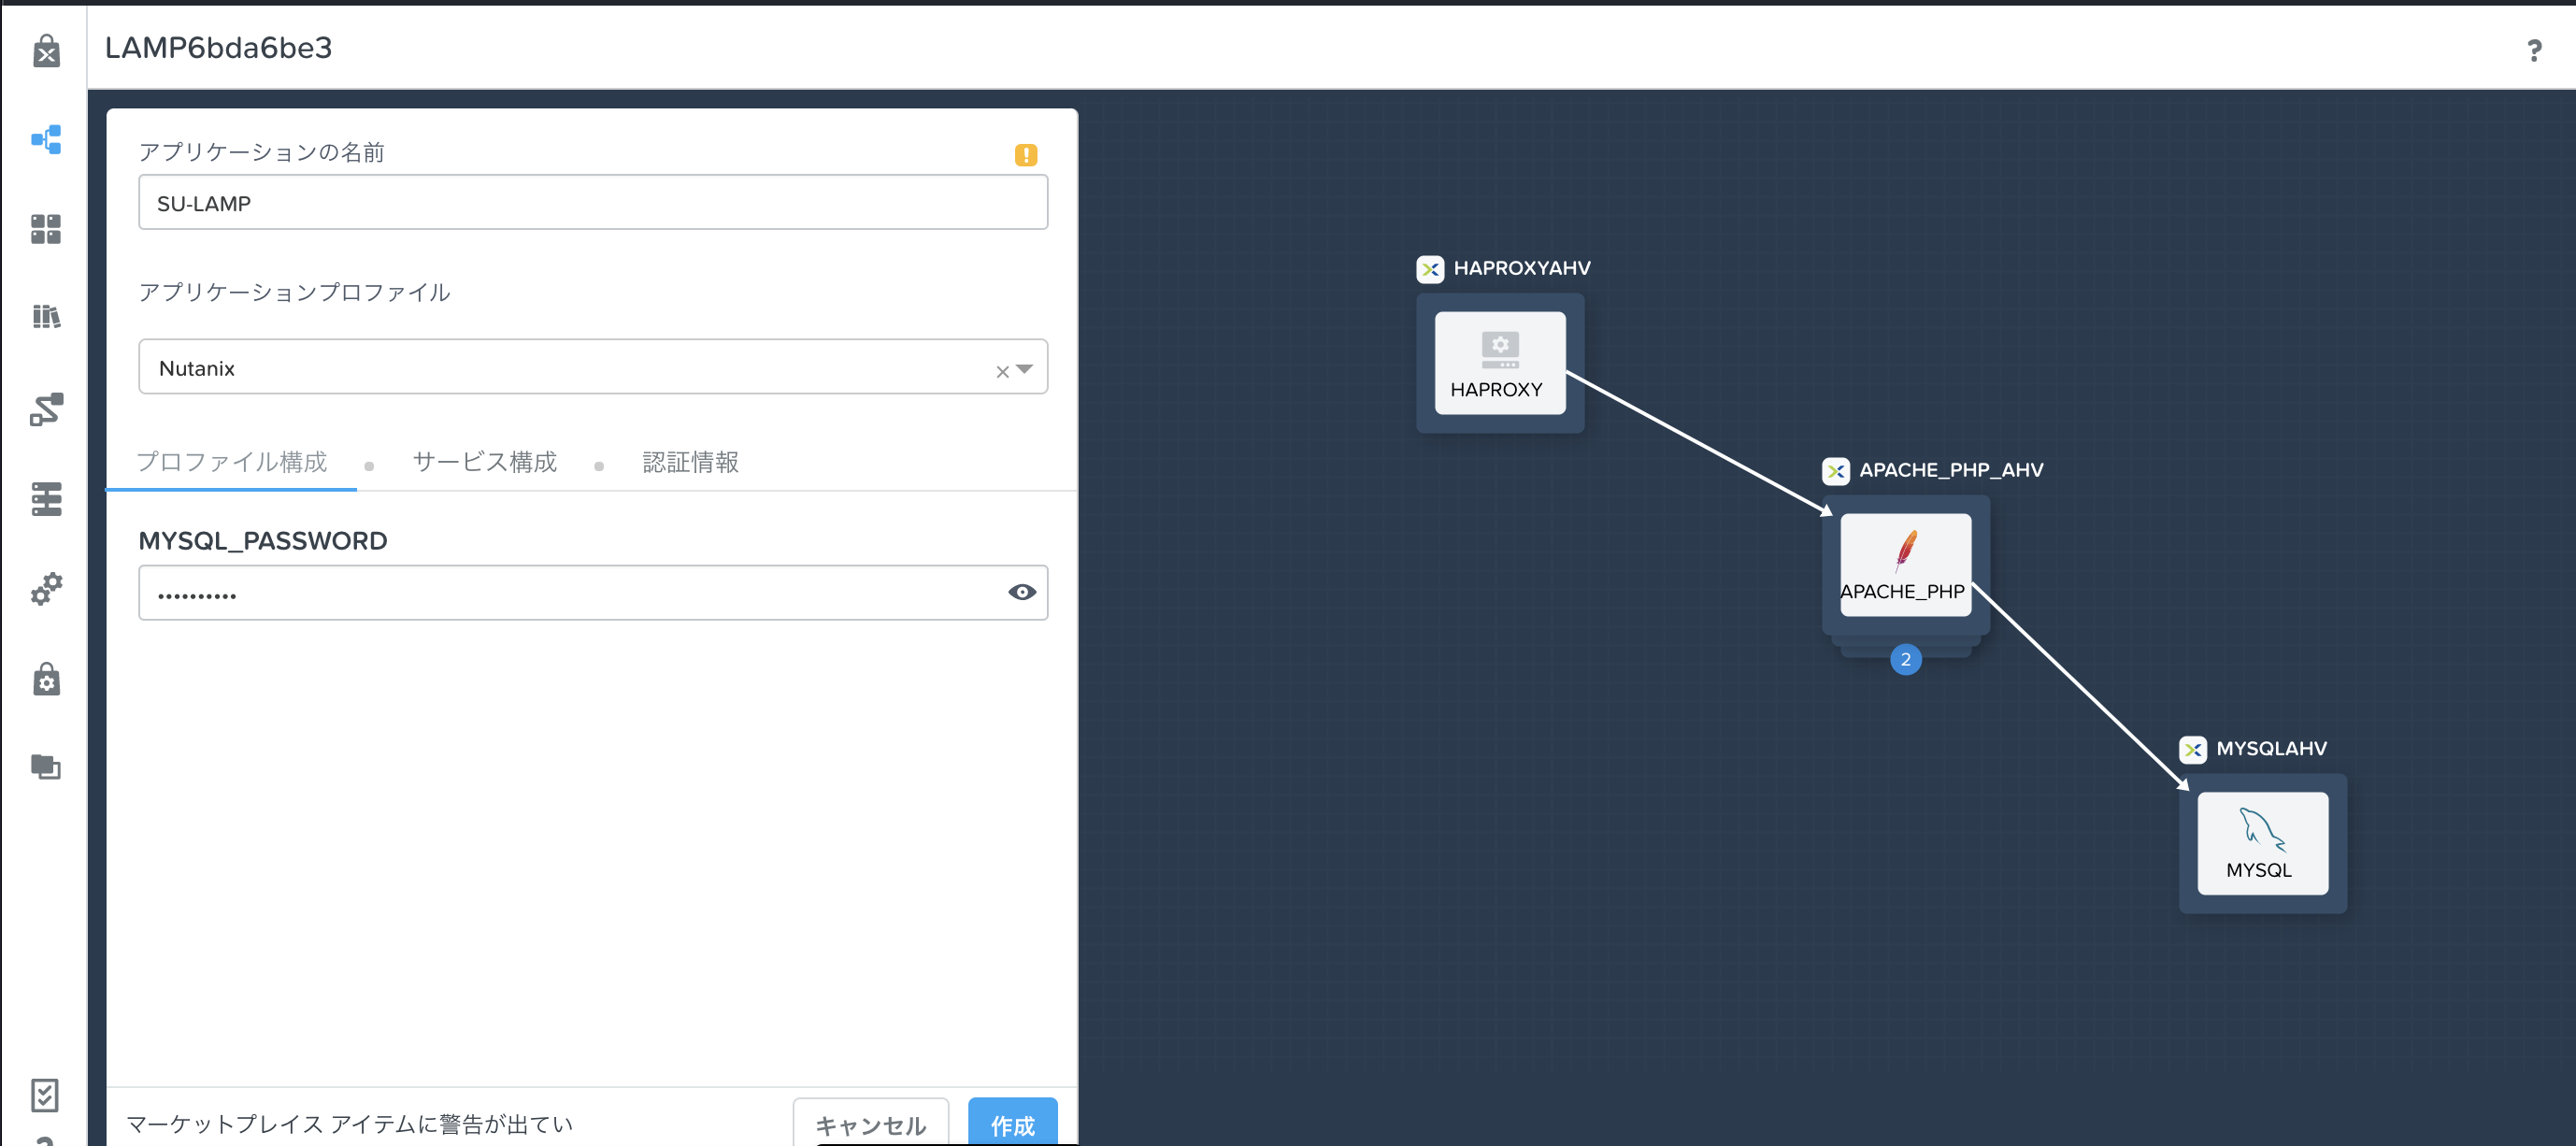 LAMP6bda6be3
?
アプリケーションの名前
SU-LAMP
アプリケーションプロファイル
Nutanix
プロファイル構成
サービス構成
認証情報
MYSQL_PASSWORD
••••••••••
マーケットプレイス アイテムに警告が出てい
キャンセル
作成
HAPROXYAHV
HAPROXY
APACHE_PHP_AHV
APACHE_PHP
2
MYSQLAHV
MYSQL